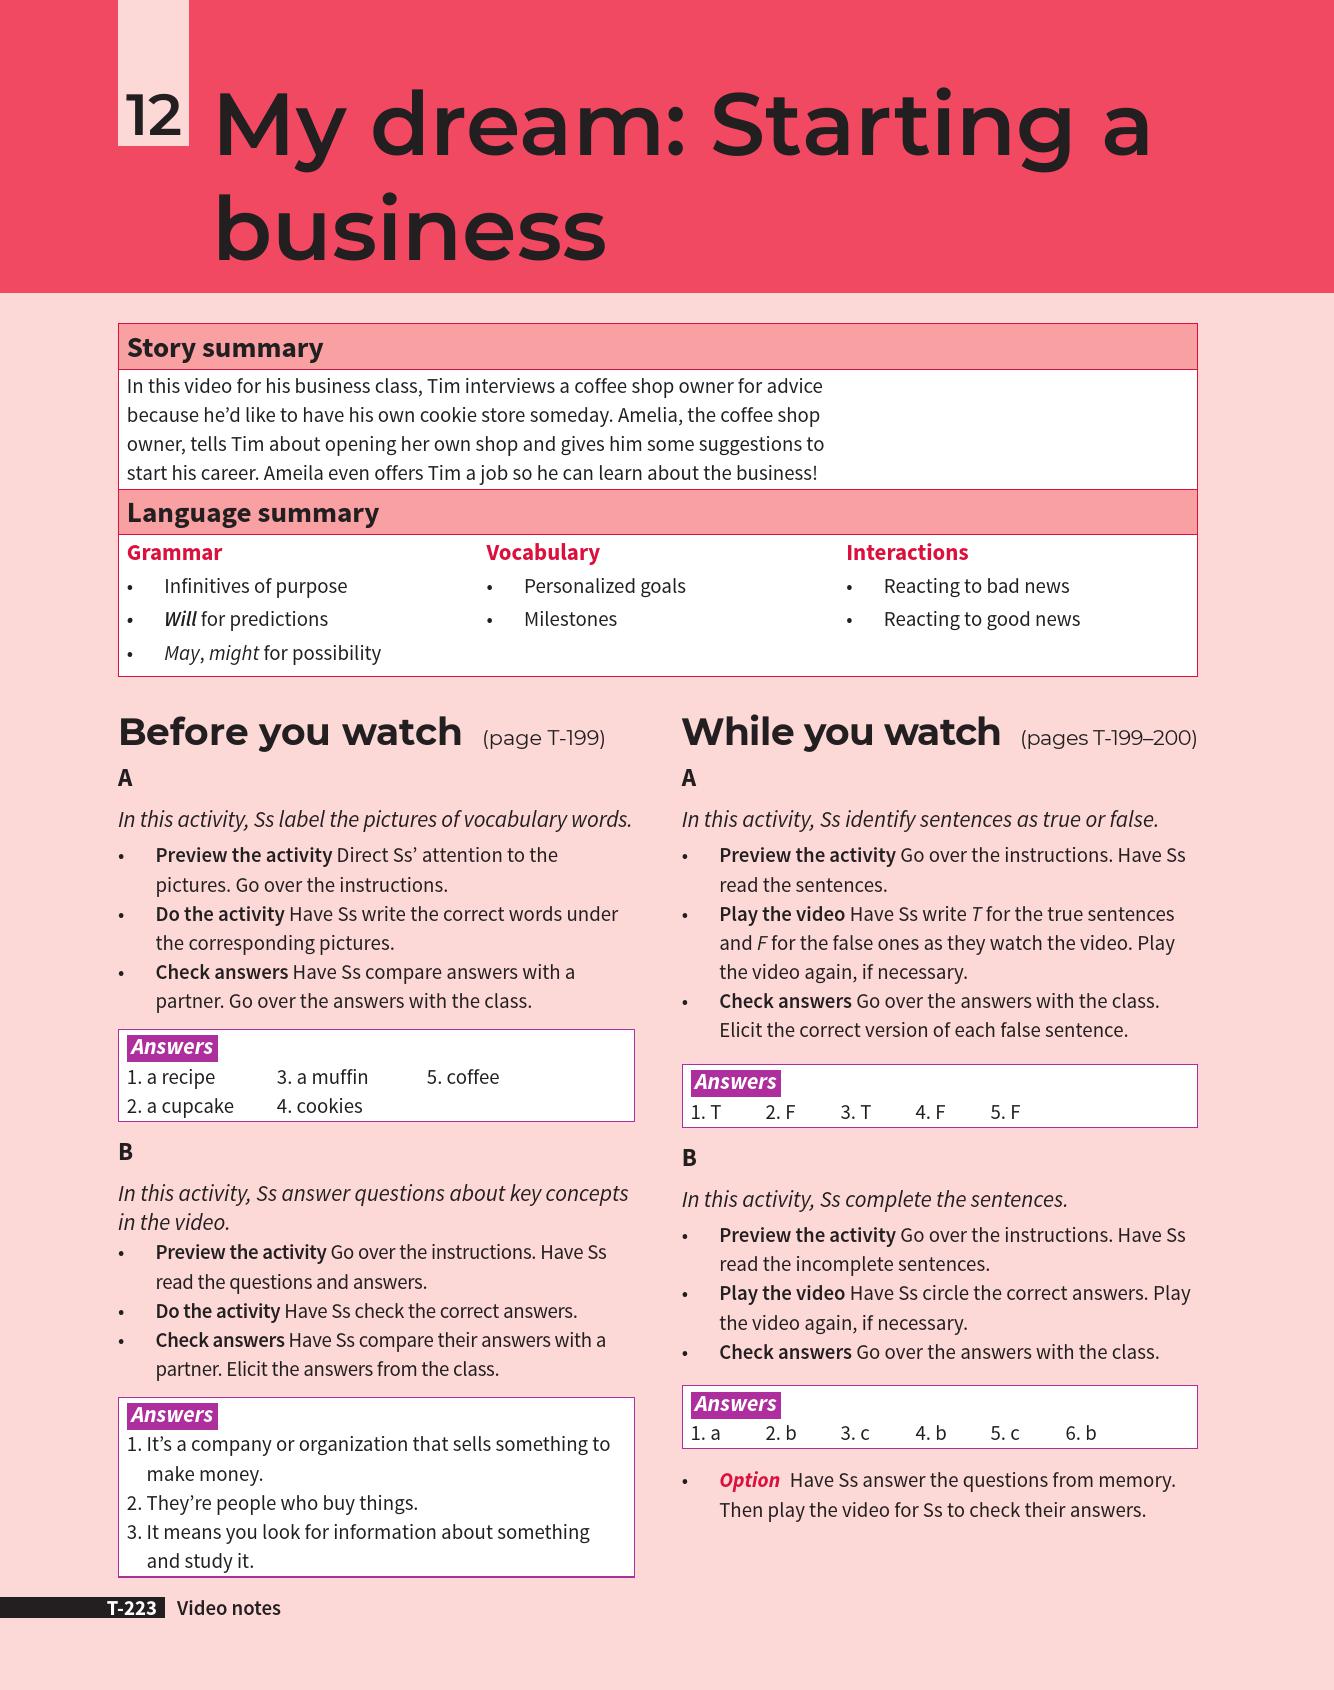 12 My dream: Starting a
business
Story summary
In this video for his business class, Tim interviews a coffee shop owner for advice
because he’d like to have his own cookie store someday. Amelia, the coffee shop
owner, tells Tim about opening her own shop and gives him some suggestions to
start his career. Ameila even offers Tim a job so he can learn about the business!
Language summary
Grammar
• Infinitives of purpose
• Will for predictions
• May, might for possibility
Vocabulary
• Personalized goals
• Milestones
Interactions
• Reacting to bad news
• Reacting to good news
Before you watch (page T-199)
A
In this activity, Ss label the pictures of vocabulary words.
• Preview the activity Direct Ss’ attention to the
pictures. Go over the instructions.
• Do the activity Have Ss write the correct words under
the corresponding pictures.
• Check answers Have Ss compare answers with a
partner. Go over the answers with the class.
Answers
1. a recipe 3. a muffin 5. coffee
2. a cupcake 4. cookies
B
In this activity, Ss answer questions about key concepts
in the video.
• Preview the activity Go over the instructions. Have Ss
read the questions and answers.
• Do the activity Have Ss check the correct answers.
• Check answers Have Ss compare their answers with a
partner. Elicit the answers from the class.
Answers
1. It’s a company or organization that sells something to
make money.
2. They’re people who buy things.
3. It means you look for information about something
and study it.
While you watch (pages T-199–200)
A
In this activity, Ss identify sentences as true or false.
• Preview the activity Go over the instructions. Have Ss
read the sentences.
• Play the video Have Ss write T for the true sentences
and F for the false ones as they watch the video. Play
the video again, if necessary.
• Check answers Go over the answers with the class.
Elicit the correct version of each false sentence.
Answers
1. T 2. F 3. T 4. F 5. F
B
In this activity, Ss complete the sentences.
• Preview the activity Go over the instructions. Have Ss
read the incomplete sentences.
• Play the video Have Ss circle the correct answers. Play
the video again, if necessary.
• Check answers Go over the answers with the class.
Answers
1. a 2. b 3. c 4. b 5. c 6. b
• Option Have Ss answer the questions from memory.
Then play the video for Ss to check their answers.
T-223 Video notes